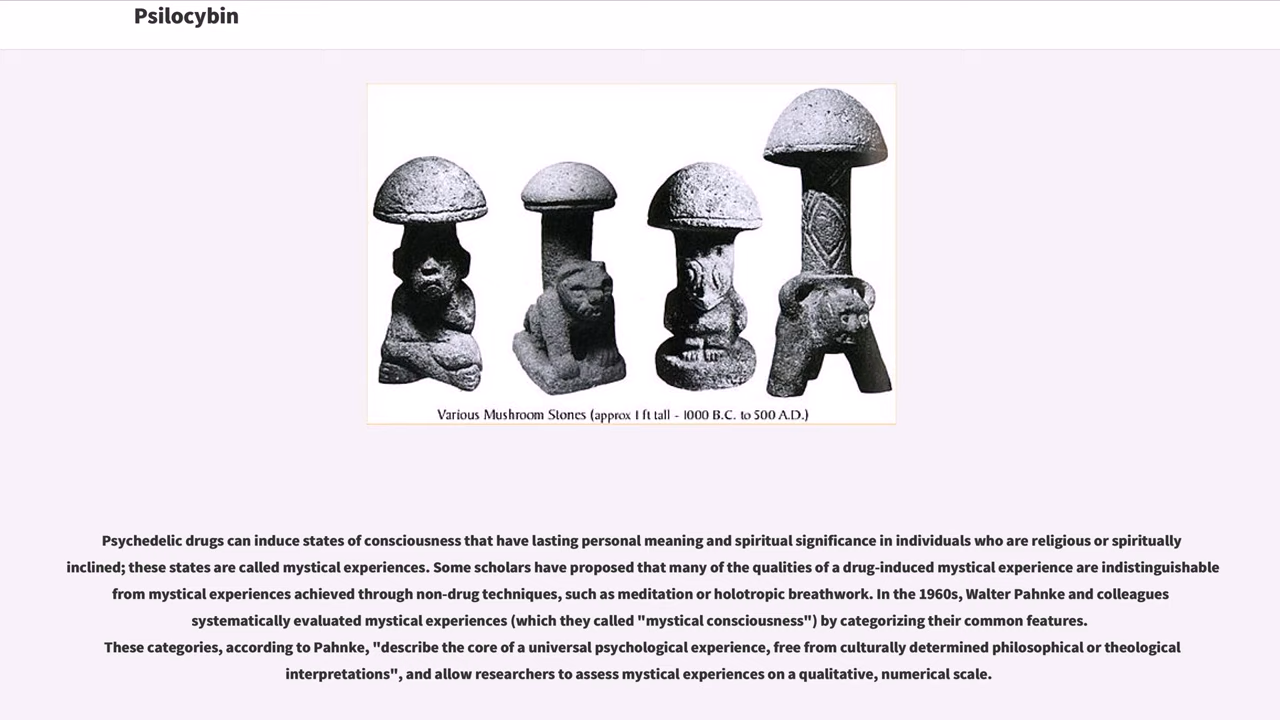 Psilocybin
Various Mushroom Stones (approx 1 ft tall - 1000 B.C. to 500 A.D.)
Psychedelic drugs can induce states of consciousness that have lasting personal meaning and spiritual significance in individuals who are religious or spiritually
inclined; these states are called mystical experiences. Some scholars have proposed that many of the qualities of a drug-induced mystical experience are indistinguishable
from mystical experiences achieved through non-drug techniques, such as meditation or holotropic breathwork. In the 1960s, Walter Pahnke and colleagues
systematically evaluated mystical experiences (which they called "mystical consciousness") by categorizing their common features.
These categories, according to Pahnke, "describe the core of a universal psychological experience, free from culturally determined philosophical or theological
interpretations", and allow researchers to assess mystical experiences on a qualitative, numerical scale.